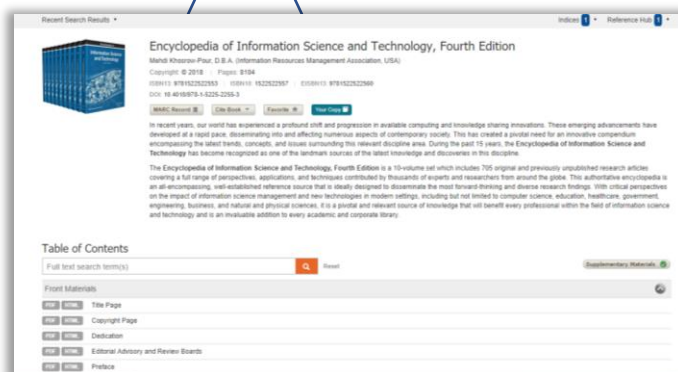 Recent Search Results
Indices 1
Reference Hub 1
Encyclopedia of Information Science and Technology, Fourth Edition
Mehdi Khosrow-Pour, D.B.A. (Information Resources Management Association, USA)
Copyright: © 2018 | Pages: 8104
ISBN13: 9781522522553 | ISBN10: 1522522557 | EISBN13: 9781522522560
DOI: 10.4018/978-1-5225-2255-3
MARC Record
Cite Book
Favorite
Your Copy
In recent years, our world has experienced a profound shift and progression in available computing and knowledge sharing innovations. These emerging advancements have
developed at a rapid pace, disseminating into and affecting numerous aspects of contemporary society. This has created a pivotal need for an innovative compendium
encompassing the latest trends, concepts, and issues surrounding this relevant discipline area. During the past 15 years, the Encyclopedia of Information Science and
Technology has become recognized as one of the landmark sources of the latest knowledge and discoveries in this discipline.
The Encyclopedia of Information Science and Technology, Fourth Edition is a 10-volume set which includes 705 original and previously unpublished research articles
covering a full range of perspectives, applications, and techniques contributed by thousands of experts and researchers from around the globe. This authoritative encyclopedia is
an all-encompassing, well-established reference source that is ideally designed to disseminate the most forward-thinking and diverse research findings. With critical perspectives
on the impact of information science management and new technologies in modern settings, including but not limited to computer science, education, healthcare, government,
engineering, business, and natural and physical sciences, it is a pivotal and relevant source of knowledge that will benefit every professional within the field of information science
and technology and is an invaluable addition to every academic and corporate library.
Table of Contents
Full text search term(s)
Reset
Supplementary Materials
Front Materials
PDF HTML Title Page
PDF HTML Copyright Page
PDF HTML Dedication
PDF HTML Editorial Advisory and Review Boards
PDF HTML Preface